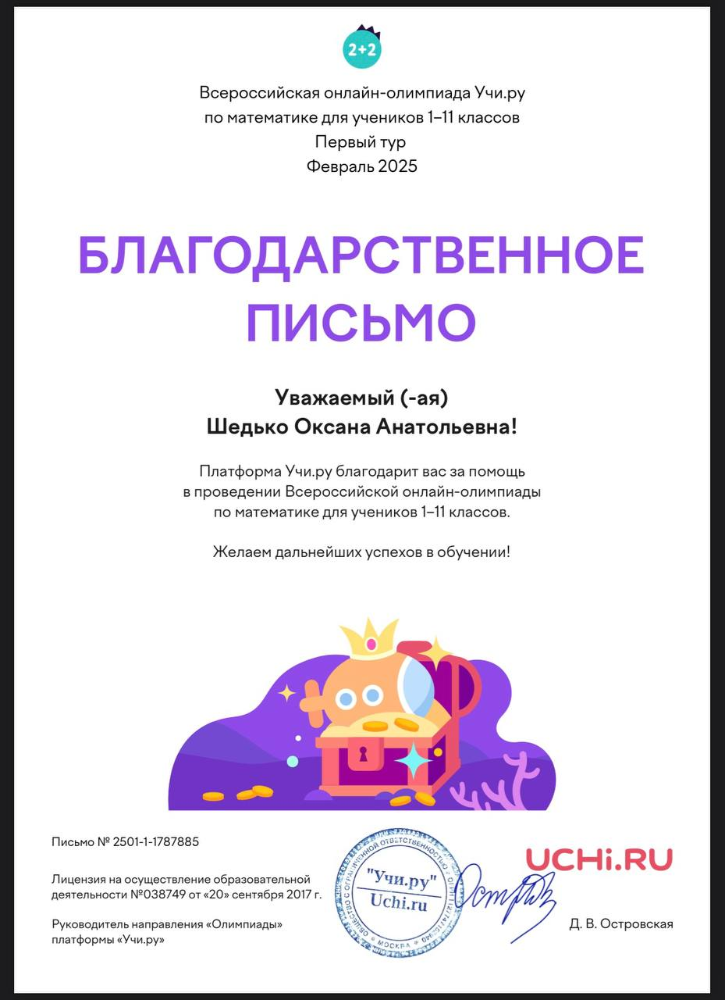 2+2
Всероссийская онлайн-олимпиада Учи.ру
по математике для учеников 1–11 классов
Первый тур
Февраль 2025
БЛАГОДАРСТВЕННОЕ
ПИСЬМО
Уважаемый (-ая)
Шедько Оксана Анатольевна!
Платформа Учи.ру благодарит вас за помощь
в проведении Всероссийской онлайн-олимпиады
по математике для учеников 1–11 классов.
Желаем дальнейших успехов в обучении!
Письмо № 2501-1-1787885
Лицензия на осуществление образовательной
деятельности №038749 от «20» сентября 2017 г.
Руководитель направления «Олимпиады»
платформы «Учи.ру»
ОБЩЕСТВО С ОГРАНИЧЕННОЙ ОТВЕТСТВЕННОСТЬЮ
МОСКВА
"Учи.ру"
Uchi.ru
UCHi.RU
Д. В. Островская